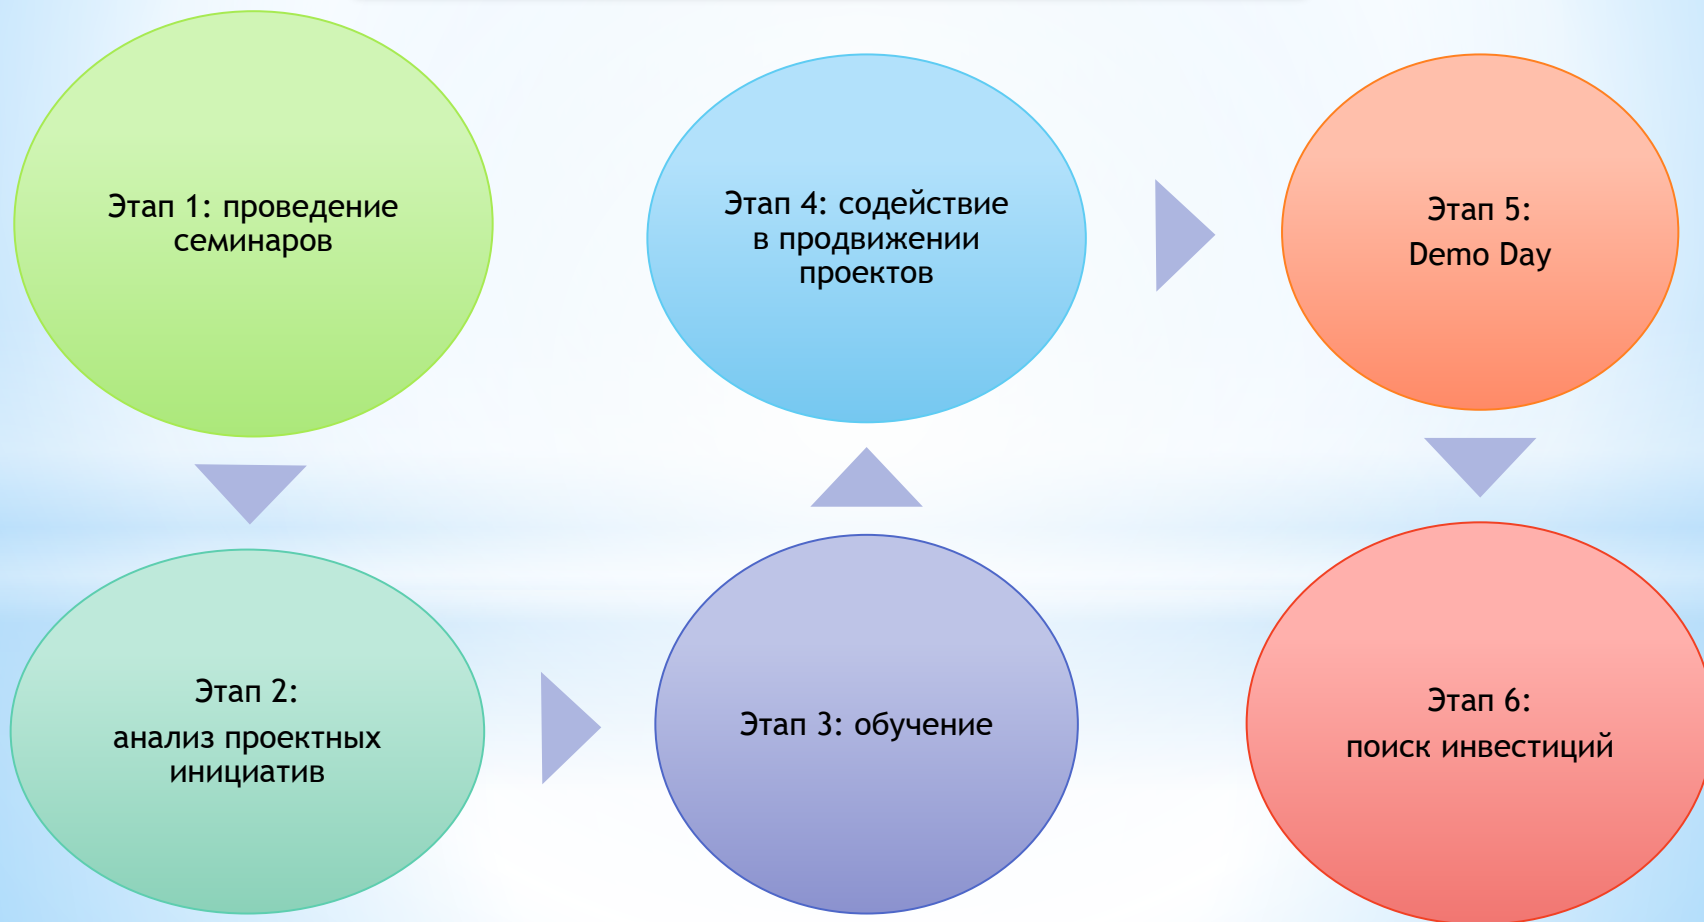 Этап 1: проведение
семинаров
Этап 2:
анализ проектных
инициатив
Этап 3: обучение
Этап 4: содействие
в продвижении
проектов
Этап 5:
Demo Day
Этап 6:
поиск инвестиций